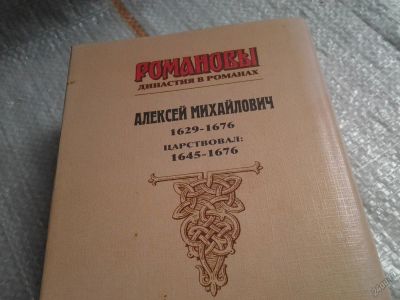 РОМАНОВЫ
ДИНАСТИЯ В РОМАНАХ
АЛЕКСЕЙ МИХАЙЛОВИЧ
1629-1676
ЦАРСТВОВАЛ:
1645-1676